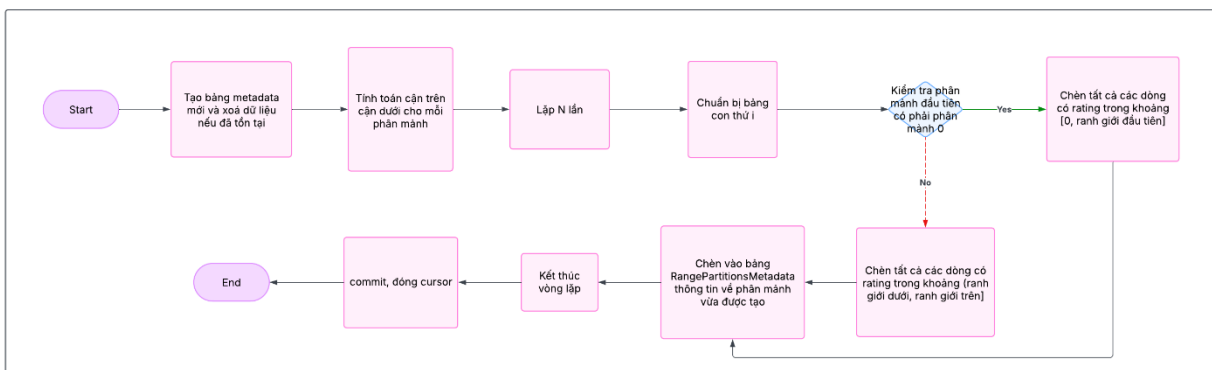 Start
Tạo bảng metadata
mới và xoá dữ liệu
nếu đã tồn tại
Tính toán cận trên
cận dưới cho mỗi
phân mảnh
Lặp N lần
Chuẩn bị bảng
con thứ i
Kiểm tra phân
mảnh đầu tiên
có phải phân
mảnh 0
Yes
Chèn tất cả các dòng
có rating trong khoảng
[0, ranh giới đầu tiên]
No
Chèn tất cả các dòng có
rating trong khoảng (ranh
giới dưới, ranh giới trên]
Chèn vào bảng
RangePartitionsMetadata
thông tin về phân mảnh
vừa được tạo
Kết thúc
vòng lặp
commit, đóng cursor
End